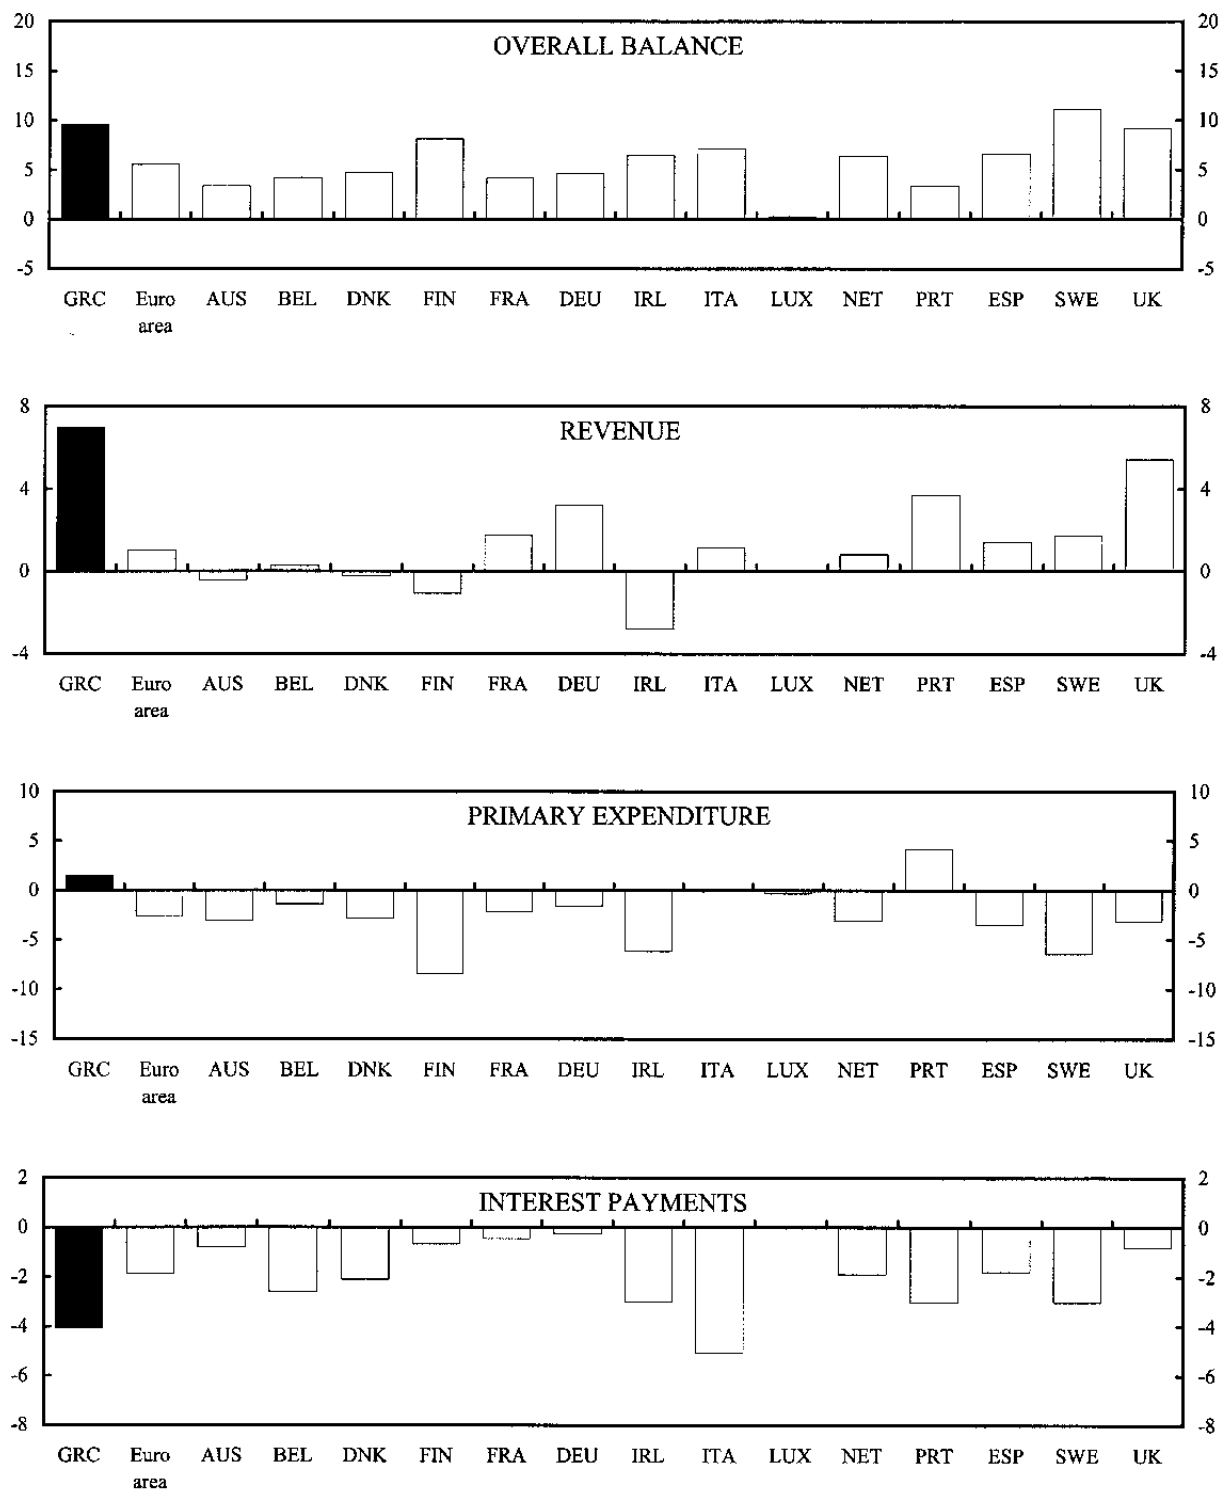 OVERALL BALANCE
20 20
15 15
10 10
5 5
0 0
-5 -5
GRC Euro area AUS BEL DNK FIN FRA DEU IRL ITA LUX NET PRT ESP SWE UK
REVENUE
8 8
4 4
0 0
-4 -4
GRC Euro area AUS BEL DNK FIN FRA DEU IRL ITA LUX NET PRT ESP SWE UK
PRIMARY EXPENDITURE
10 10
5 5
0 0
-5 -5
-10 -10
-15 -15
GRC Euro area AUS BEL DNK FIN FRA DEU IRL ITA LUX NET PRT ESP SWE UK
INTEREST PAYMENTS
2 2
0 0
-2 -2
-4 -4
-6 -6
-8 -8
GRC Euro area AUS BEL DNK FIN FRA DEU IRL ITA LUX NET PRT ESP SWE UK